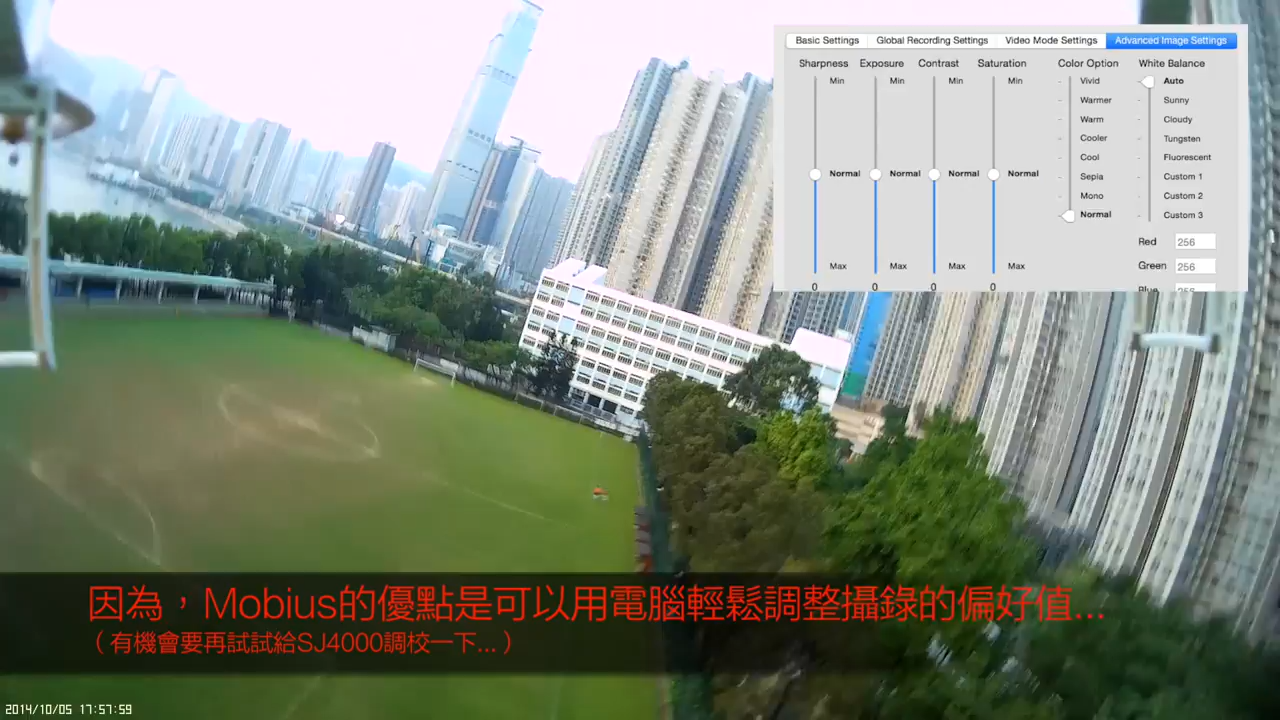 Basic Settings Global Recording Settings Video Mode Settings Advanced Image Settings
Sharpness Exposure Contrast Saturation Color Option White Balance
Min Min Min Min Vivid Auto
Warmer Sunny
Warm Cloudy
Cooler Tungsten
Cool Fluorescent
Normal Normal Normal Normal
Sepia Custom 1
Mono Custom 2
Normal Custom 3
Red 256
Max Max Max Max Green 256
0 0 0 0 Blue 256
因為，Mobius的優點是可以用電腦輕鬆調整攝錄的偏好值...
（有機會要再試試給SJ4000調校一下...）
2014/10/05 17:57:59